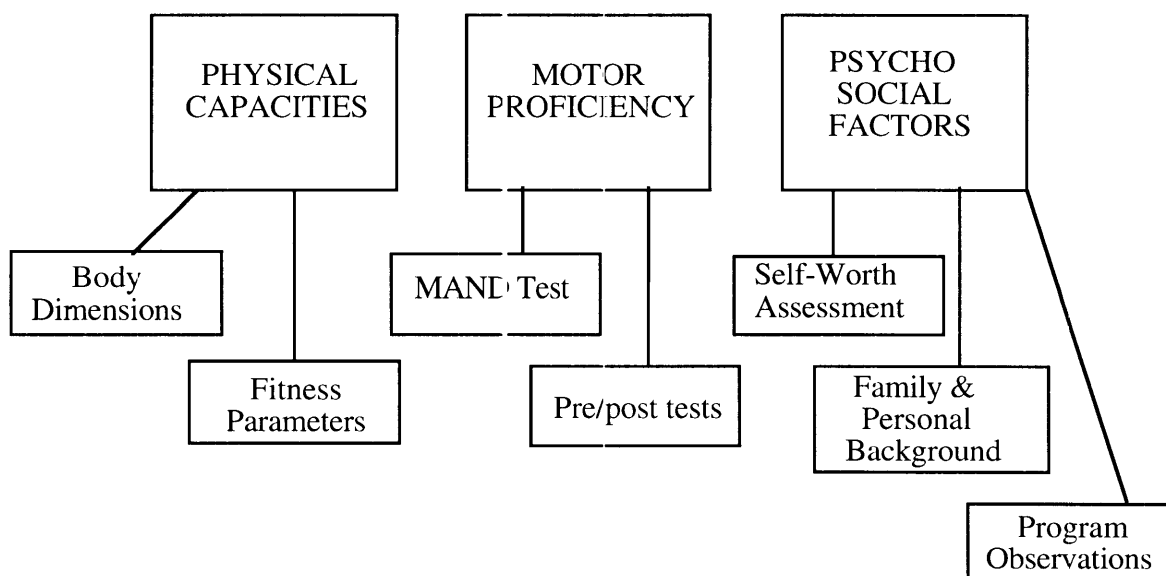 PHYSICAL
CAPACITIES
MOTOR
PROFICIENCY
PSYCHO
SOCIAL
FACTORS
Body
Dimensions
MAND Test
Self-Worth
Assessment
Fitness
Parameters
Pre/post tests
Family &
Personal
Background
Program
Observations